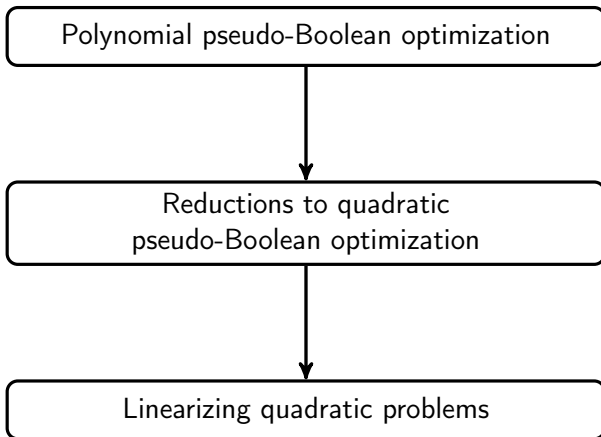 Polynomial pseudo-Boolean optimization
Reductions to quadratic
pseudo-Boolean optimization
Linearizing quadratic problems